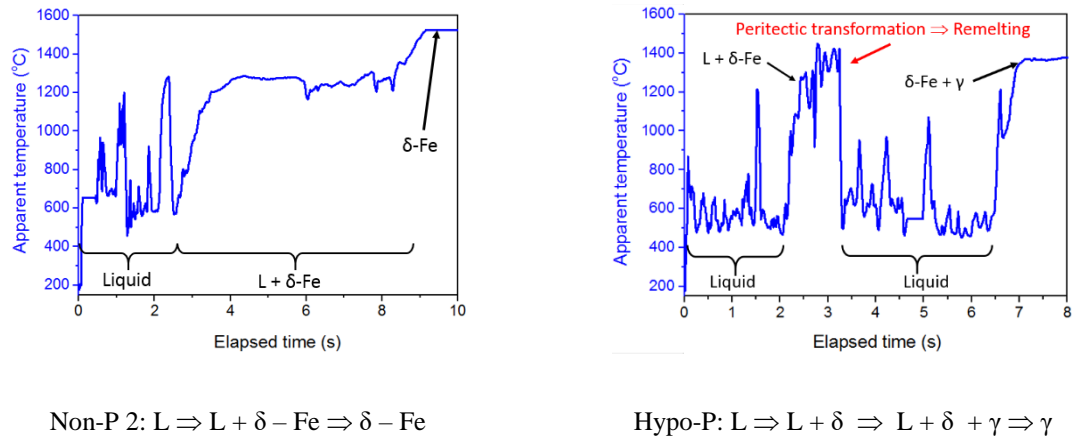 1600
1400
1200
1000
800
600
400
200
0
2
4
6
8
10
Apparent temperature (°C)
Elapsed time (s)
δ-Fe
Liquid
L + δ-Fe
Non-P 2: L ⇒ L + δ – Fe ⇒ δ – Fe
1600
1400
1200
1000
800
600
400
200
0
1
2
3
4
5
6
7
8
Apparent temperature (°C)
Elapsed time (s)
Peritectic transformation ⇒ Remelting
L + δ-Fe
δ-Fe + γ
Liquid
Liquid
Hypo-P: L ⇒ L + δ ⇒ L + δ + γ ⇒ γ